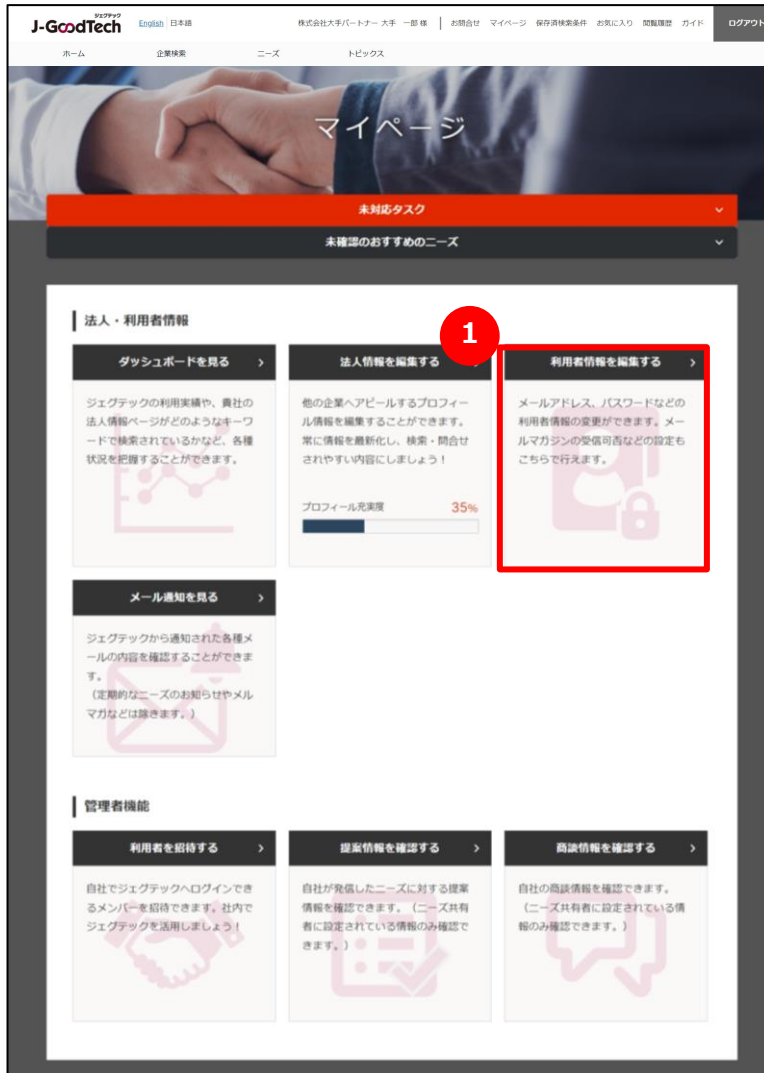 ジェグテック
J-GoodTech English 日本語 株式会社大手パートナー 大手 一郎 様 お問合せ マイページ 保存済検索条件 お気に入り 閲覧履歴 ガイド ログアウト
ホーム 企業検索 ニーズ トピックス
マイページ
未対応タスク
未確認のおすすめのニーズ
法人・利用者情報
1
ダッシュボードを見る
ジェグテックの利用実績や、貴社の
法人情報ページがどのようなキーワ
ードで検索されているかなど、各種
状況を把握することができます。
法人情報を編集する
他の企業へアピールするプロフィー
ル情報を編集することができます。
常に情報を最新化し、検索・問合せ
されやすい内容にしましょう！
プロフィール充実度 35%
利用者情報を編集する
メールアドレス、パスワードなどの
利用者情報の変更ができます。メー
ルマガジンの受信可否などの設定も
こちらで行えます。
メール通知を見る
ジェグテックから通知された各種メ
ールの内容を確認することができま
す。
（定期的なニーズのお知らせやメル
マガなどは除きます。）
管理者機能
利用者を招待する
自社でジェグテックへログインでき
るメンバーを招待できます。社内で
ジェグテックを活用しましょう！
提案情報を確認する
自社が発信したニーズに対する提案
情報を確認できます。（ニーズ共有
者に設定されている情報のみ確認で
きます。）
商談情報を確認する
自社の商談情報を確認できます。
（ニーズ共有者に設定されている情
報のみ確認できます。）